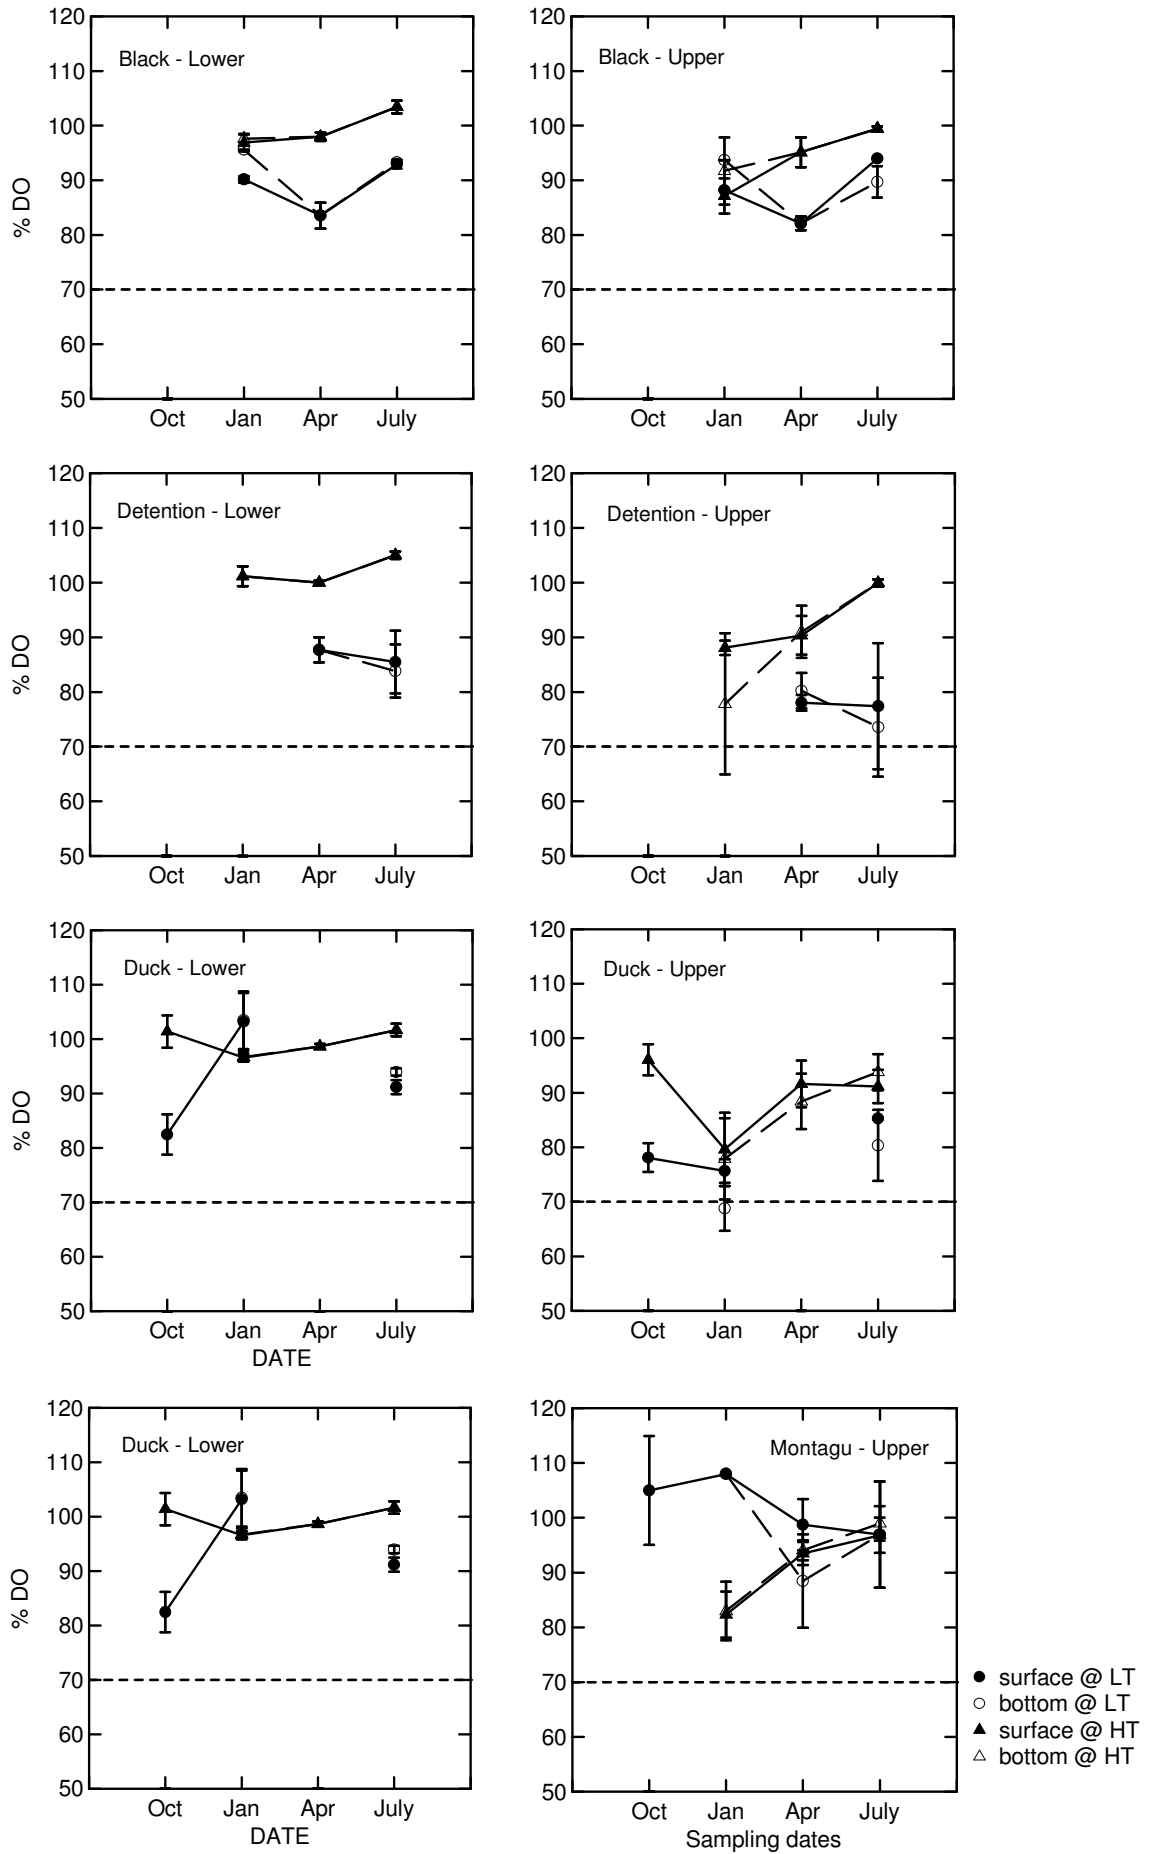 120
110
100
90
80
70
60
50
% DO
Black - Lower
Oct Jan Apr July
120
110
100
90
80
70
60
50
Black - Upper
Oct Jan Apr July
120
110
100
90
80
70
60
50
% DO
Detention - Lower
Oct Jan Apr July
120
110
100
90
80
70
60
50
Detention - Upper
Oct Jan Apr July
120
110
100
90
80
70
60
50
% DO
Duck - Lower
Oct Jan Apr July
DATE
120
110
100
90
80
70
60
50
Duck - Upper
Oct Jan Apr July
120
110
100
90
80
70
60
50
% DO
Duck - Lower
Oct Jan Apr July
DATE
120
110
100
90
80
70
60
50
Montagu - Upper
Oct Jan Apr July
Sampling dates
surface @ LT
bottom @ LT
surface @ HT
bottom @ HT